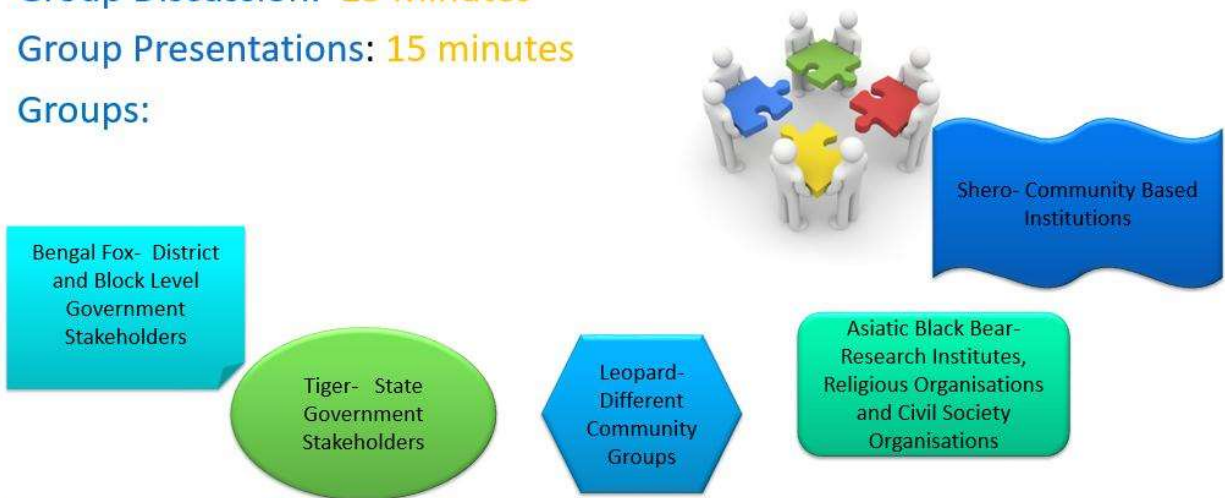 Group Presentations: 15 minutes
Groups:
Shero- Community Based
Institutions
Bengal Fox- District
and Block Level
Government
Stakeholders
Tiger- State
Government
Stakeholders
Leopard-
Different
Community
Groups
Asiatic Black Bear-
Research Institutes,
Religious Organisations
and Civil Society
Organisations